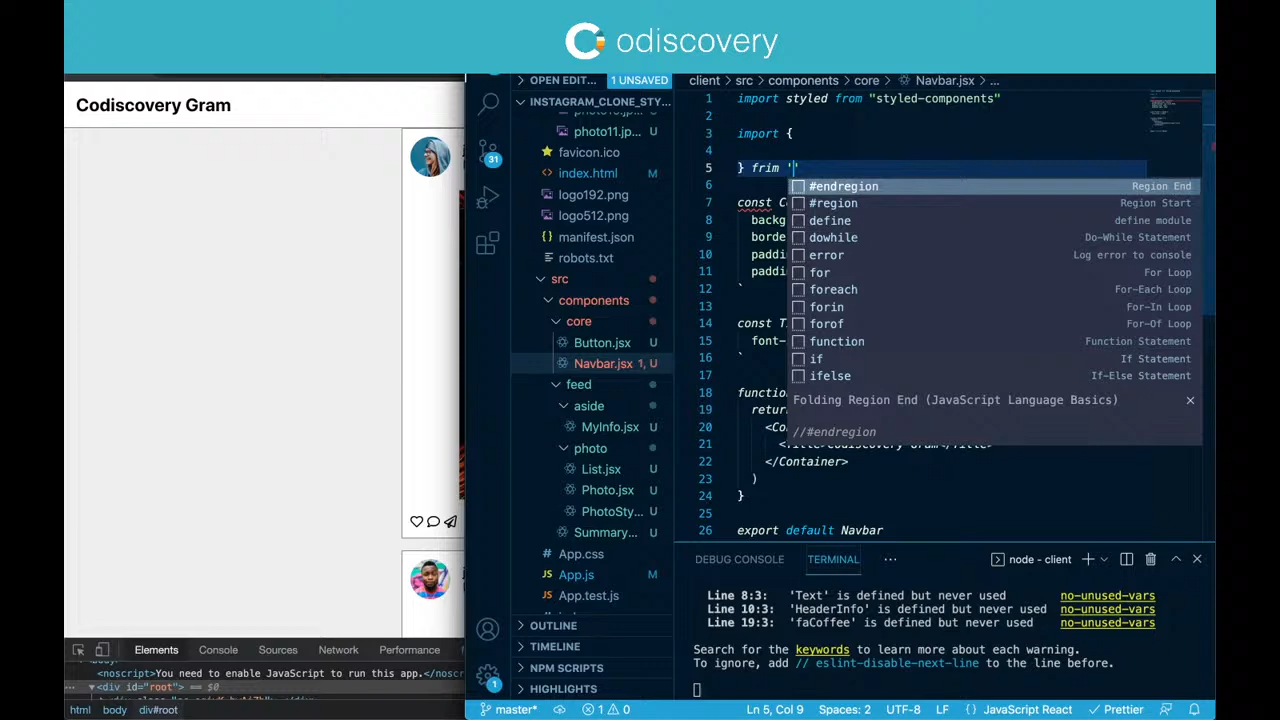 odiscovery
Codiscovery Gram
OPEN EDIT... 1 UNSAVED
INSTAGRAM_CLONE_STY...
photo11.jp... U
favicon.ico
index.html M
logo192.png
logo512.png
{} manifest.json
robots.txt
src
components
core
Button.jsx U
Navbar.jsx 1, U
feed
aside
MyInfo.jsx U
photo
List.jsx U
Photo.jsx U
PhotoSty... U
Summary... U
App.css
JS App.js M
JS App.test.js
OUTLINE
TIMELINE
NPM SCRIPTS
HIGHLIGHTS
31
1
client > src > components > core > Navbar.jsx > ...
1 import styled from "styled-components"
2
3 import {
4
5 } frim ''
6
7 const C
8 backg
9 borde
10 paddi
11 paddi
12 `
13
14 const T
15 font-
16 `
17
18 function
19 retur
20 <Co
21
22 </Container>
23 )
24 }
25
26 export default Navbar
#endregion Region End
#region Region Start
define define module
dowhile Do-While Statement
error Log error to console
for For Loop
foreach For-Each Loop
forin For-In Loop
forof For-Of Loop
function Function Statement
if If Statement
ifelse If-Else Statement
Folding Region End (JavaScript Language Basics)
//#endregion
DEBUG CONSOLE TERMINAL ... node - client
Line 8:3: 'Text' is defined but never used no-unused-vars
Line 10:3: 'HeaderInfo' is defined but never used no-unused-vars
Line 19:3: 'faCoffee' is defined but never used no-unused-vars
Search for the keywords to learn more about each warning.
To ignore, add // eslint-disable-next-line to the line before.
Elements Console Sources Network Performance
<noscript>You need to enable JavaScript to run this app.</noscr
... ▼<div id="root"> == $0
html body div#root
master* 1 0 Ln 5, Col 9 Spaces: 2 UTF-8 LF {} JavaScript React Prettier